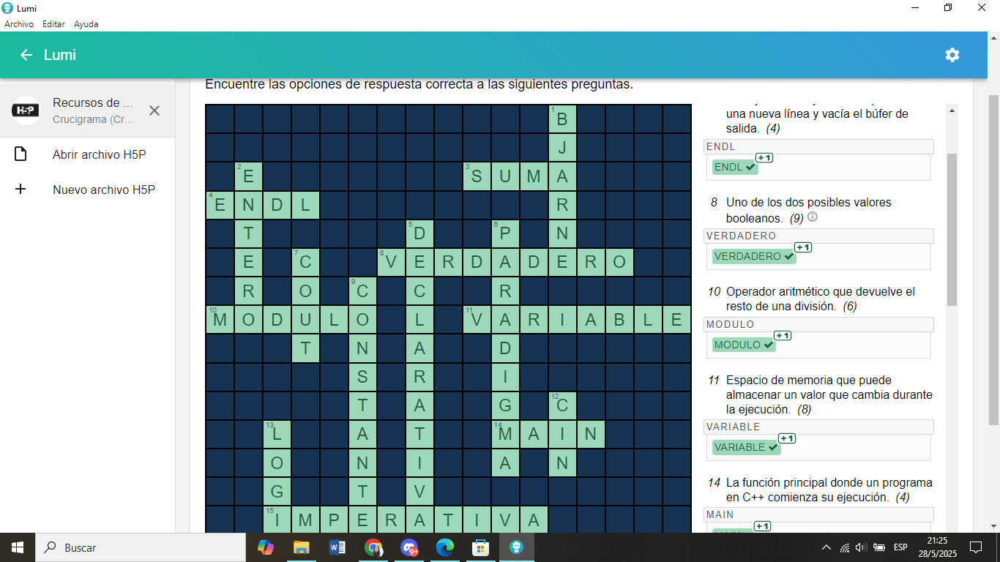 Lumi
Archivo Editar Ayuda
Lumi
Encuentre las opciones de respuesta correcta a las siguientes preguntas.
H5P
Recursos de ...
Crucigrama (Cr...
Abrir archivo H5P
Nuevo archivo H5P
1 B
J
2 E 3 S U M A
4 E N D L R
T 5 D 6 P N
E 7 C 8 V E R D A D E R O
R O 9 C C R
10 M O D U L O L 11 V A R I A B L E
T N A D
S R I
T A G 12 C
13 L A T 14 M A I N
O N I A N
G T V
15 I M P E R A T I V A
una nueva línea y vacía el búfer de
salida. (4)
ENDL
ENDL +1
8 Uno de los dos posibles valores
booleanos. (9)
VERDADERO
VERDADERO +1
10 Operador aritmético que devuelve el
resto de una división. (6)
MODULO
MODULO +1
11 Espacio de memoria que puede
almacenar un valor que cambia durante
la ejecución. (8)
VARIABLE
VARIABLE +1
14 La función principal donde un programa
en C++ comienza su ejecución. (4)
MAIN
+1
Buscar
9+
ESP
21:25
28/5/2025